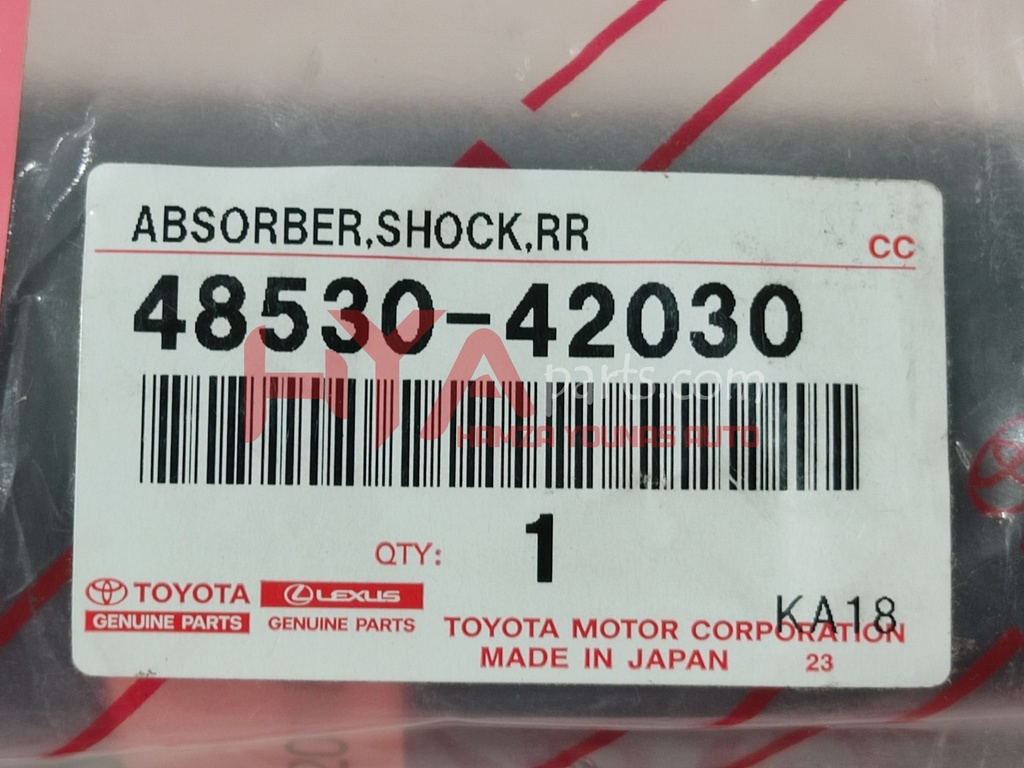 ABSORBER,SHOCK,RR
CC
48530-42030
HYA parts.com
HAMZA YOUNAS AUTO
QTY: 1
TOYOTA LEXUS
GENUINE PARTS GENUINE PARTS
KA18
TOYOTA MOTOR CORPORATION
MADE IN JAPAN 23